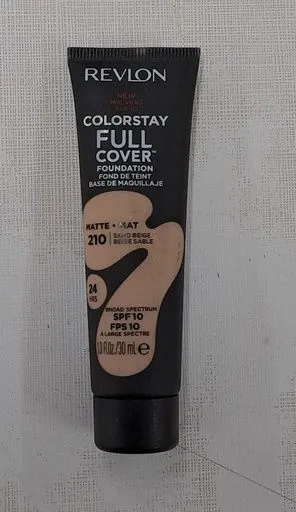 REVLON
NEW
NOUVEAU
NUEVO
COLORSTAY
FULL
COVER™
FOUNDATION
FOND DE TEINT
BASE DE MAQUILLAJE
MATTE • MAT
210 | SAND BEIGE
BEIGE SABLE
24
HRS
BROAD SPECTRUM
SPF 10
FPS 10
À LARGE SPECTRE
1.0 Fl.Oz./30 mL e